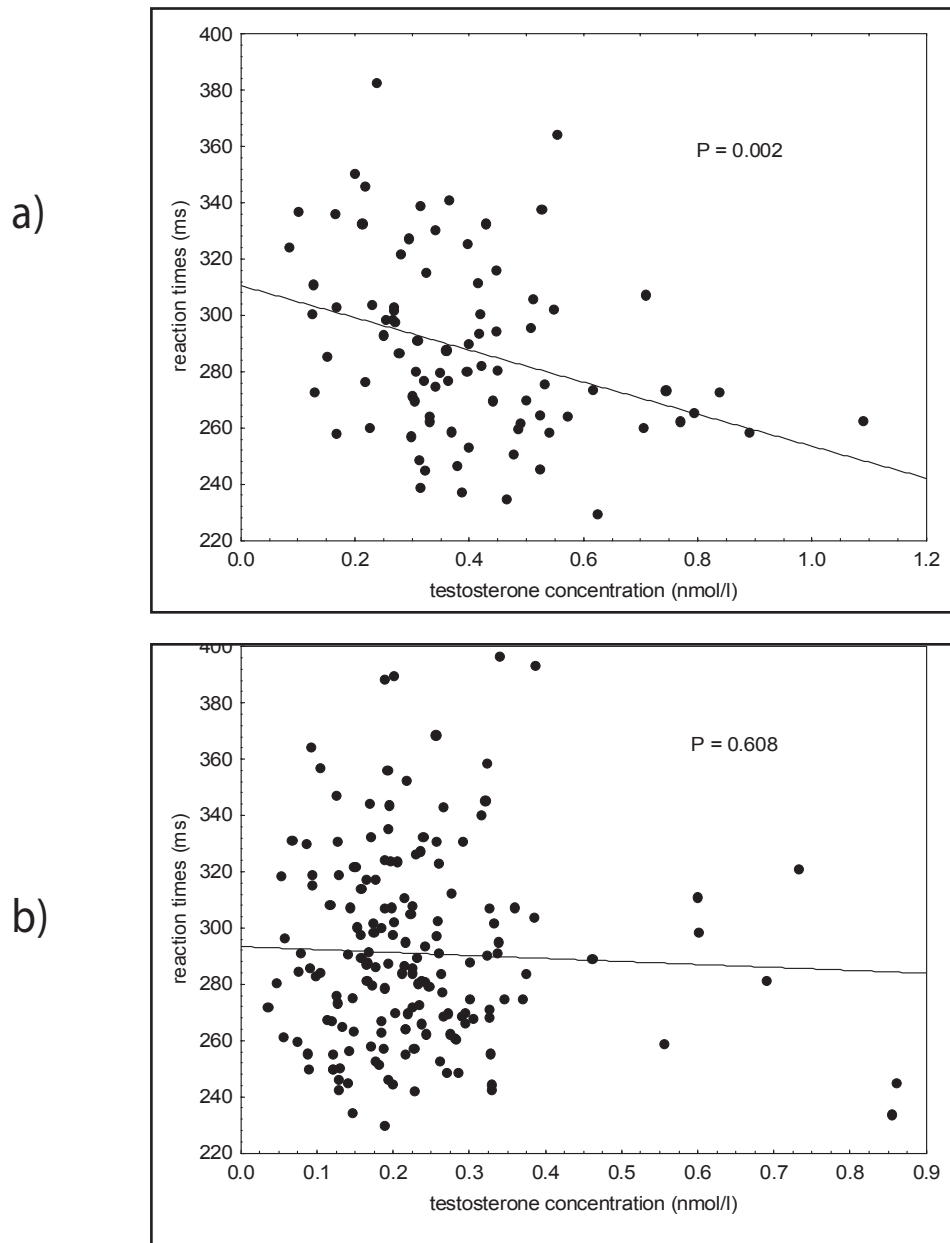 a)
400
380
360
340
320
300
280
260
240
220
reaction times (ms)
P = 0.002
0.0 0.2 0.4 0.6 0.8 1.0 1.2
testosterone concentration (nmol/l)
b)
400
380
360
340
320
300
280
260
240
220
reaction times (ms)
P = 0.608
0.0 0.1 0.2 0.3 0.4 0.5 0.6 0.7 0.8 0.9
testosterone concentration (nmol/l)